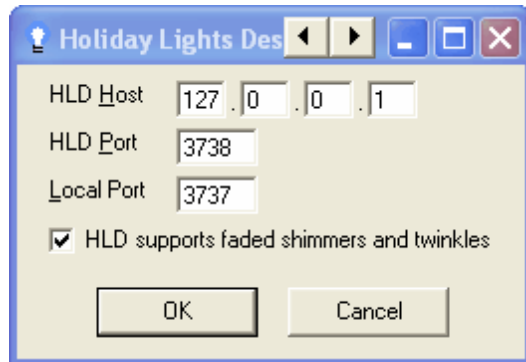 Holiday Lights Des
HLD Host 127 . 0 . 0 . 1
HLD Port 3738
Local Port 3737
HLD supports faded shimmers and twinkles
OK Cancel